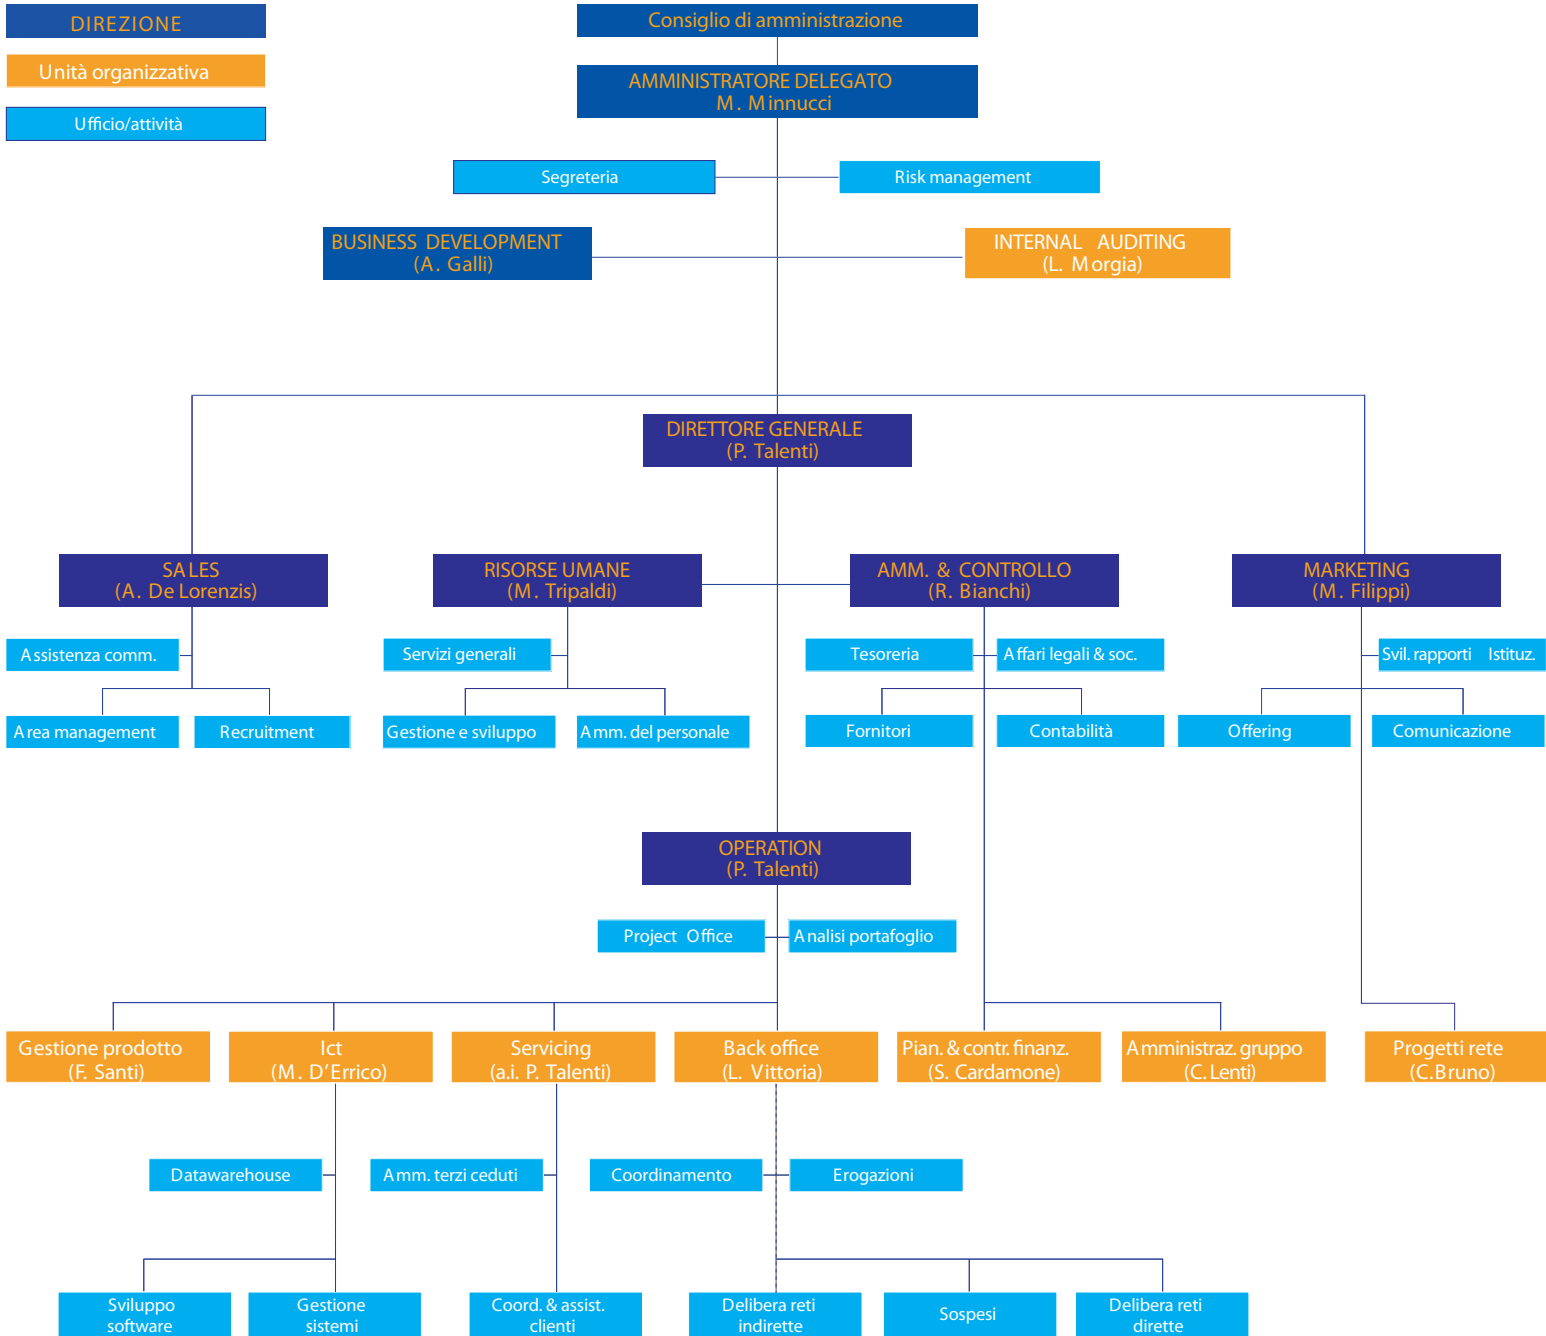 DIREZIONE
Unità organizzativa
Ufficio/attività
Consiglio di amministrazione
AMMINISTRATORE DELEGATO
M. Minnucci
Segreteria
Risk management
BUSINESS DEVELOPMENT
(A. Galli)
INTERNAL AUDITING
(L. Morgia)
DIRETTORE GENERALE
(P. Talenti)
SALES
(A. De Lorenzis)
RISORSE UMANE
(M. Tripaldi)
AMM. & CONTROLLO
(R. Bianchi)
MARKETING
(M. Filippi)
Assistenza comm.
Servizi generali
Tesoreria
Affari legali & soc.
Svil. rapporti Istituz.
Area management
Recruitment
Gestione e sviluppo
Amm. del personale
Fornitori
Contabilità
Offering
Comunicazione
OPERATION
(P. Talenti)
Project Office
Analisi portafoglio
Gestione prodotto
(F. Santi)
Ict
(M. D'Errico)
Servicing
(a.i. P. Talenti)
Back office
(L. Vittoria)
Pian. & contr. finanz.
(S. Cardamone)
Amministraz. gruppo
(C. Lenti)
Progetti rete
(C.Bruno)
Datawarehouse
Amm. terzi ceduti
Coordinamento
Erogazioni
Sviluppo
software
Gestione
sistemi
Coord. & assist.
clienti
Delibera reti
indirette
Sospesi
Delibera reti
dirette